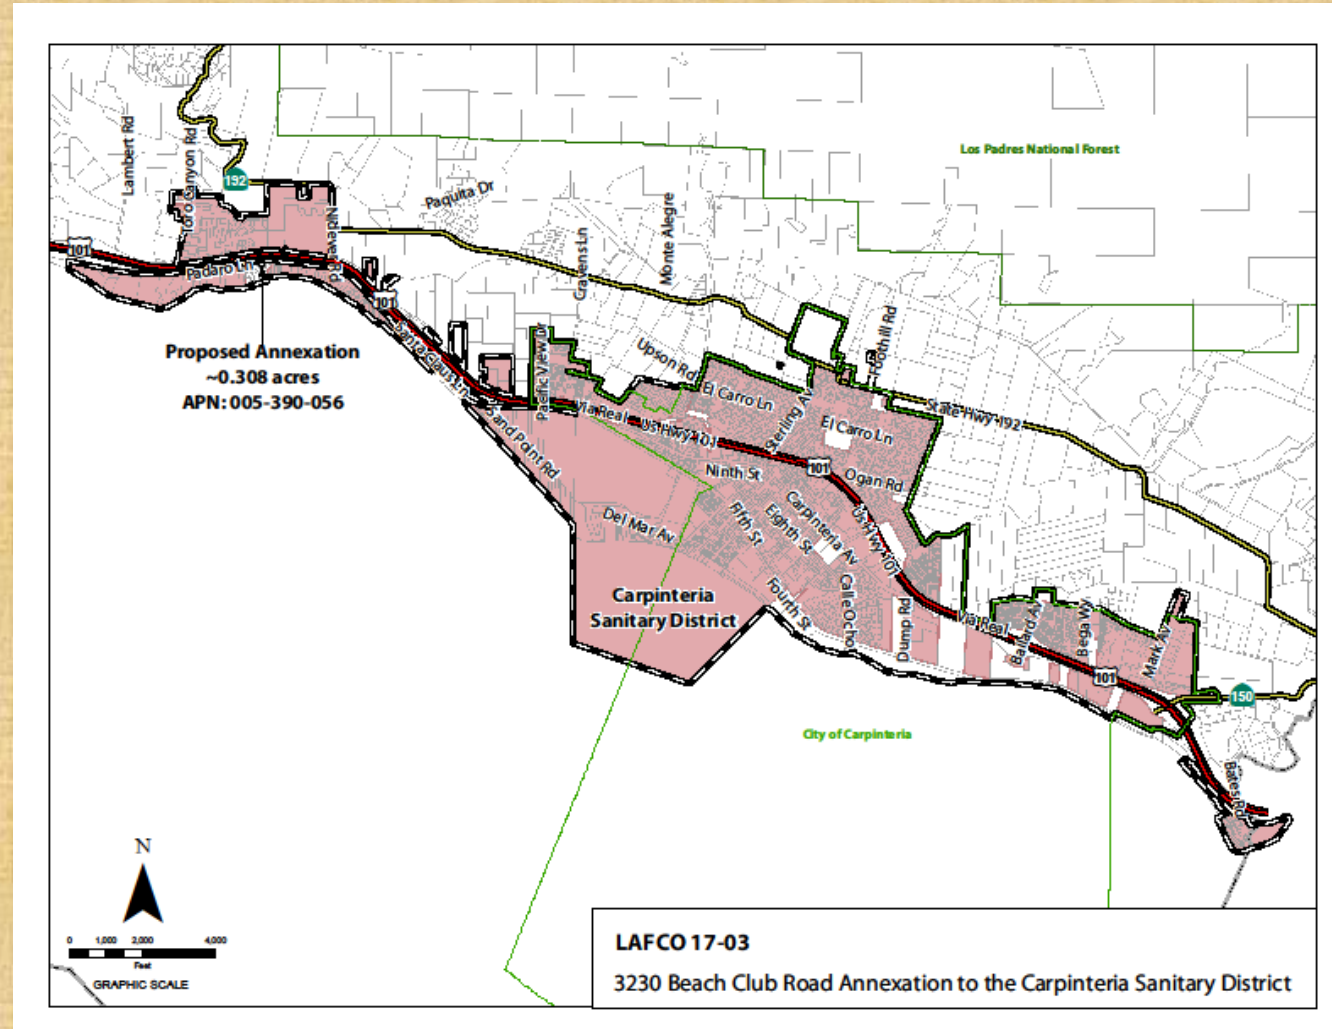 Los Padres National Forest
Lambert Rd
Toro Canyon Rd
192
Nidever Rd
Paquita Dr
Cravens Ln
Monte Alegre
Foothill Rd
101
Padaro Ln
101
Santa Claus Ln
Proposed Annexation
~0.308 acres
APN: 005-390-056
Pacific View Dr
Upson Rd
El Carro Ln
Sterling Av
El Carro Ln
State Hwy 192
Via Real
Us Hwy 101
101
Sand Point Rd
Ninth St
Ogan Rd
Del Mar Av
Fifth St
Eighth St
Carpinteria Av
Us Hwy 101
Carpinteria
Sanitary District
Fourth St
Calle Ocho
Dump Rd
Via Real
Ballard Av
Bega Wy
Mark Av
101
150
City of Carpinteria
Bates Rd
N
0 1,000 2,000 4,000
Feet
GRAPHIC SCALE
LAFCO 17-03
3230 Beach Club Road Annexation to the Carpinteria Sanitary District